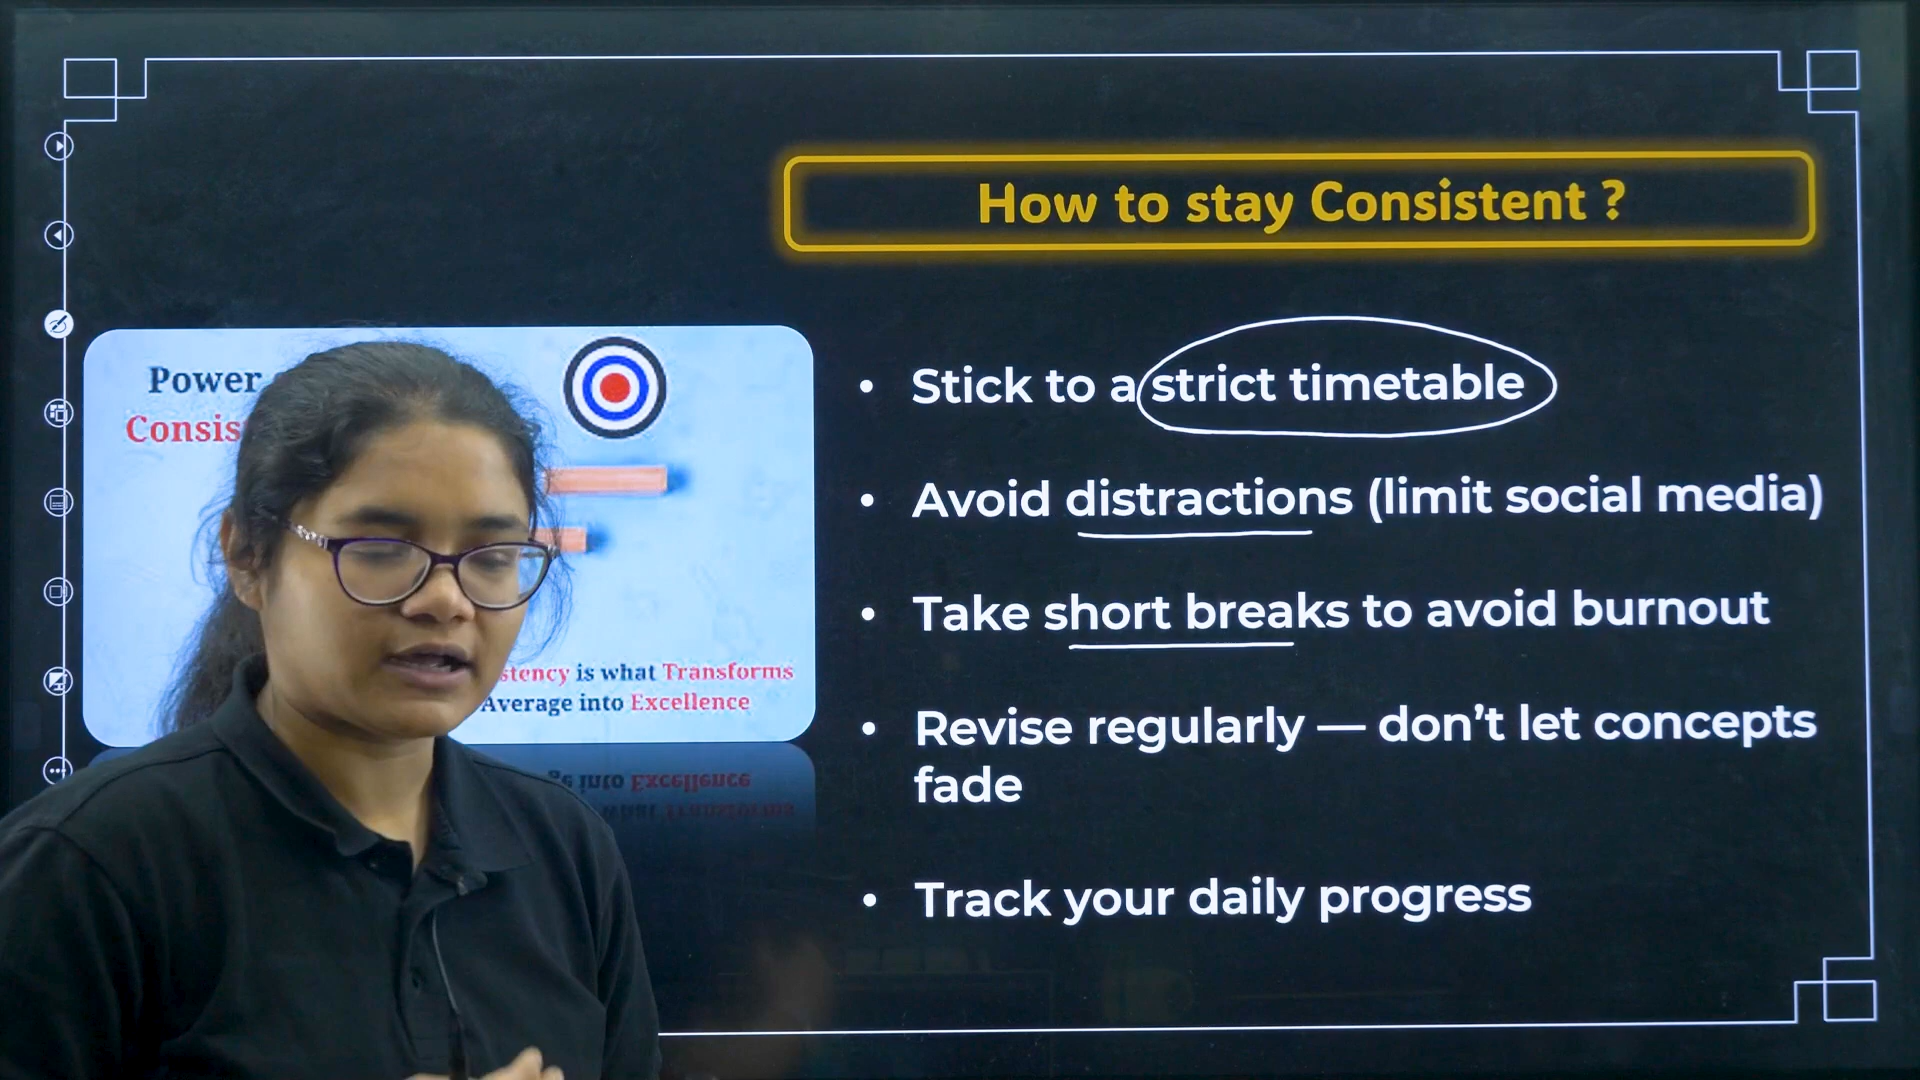 How to stay Consistent ?
Power
Consis
stency is what Transforms
Average into Excellence
• Stick to a strict timetable
• Avoid distractions (limit social media)
• Take short breaks to avoid burnout
• Revise regularly — don't let concepts
fade
• Track your daily progress